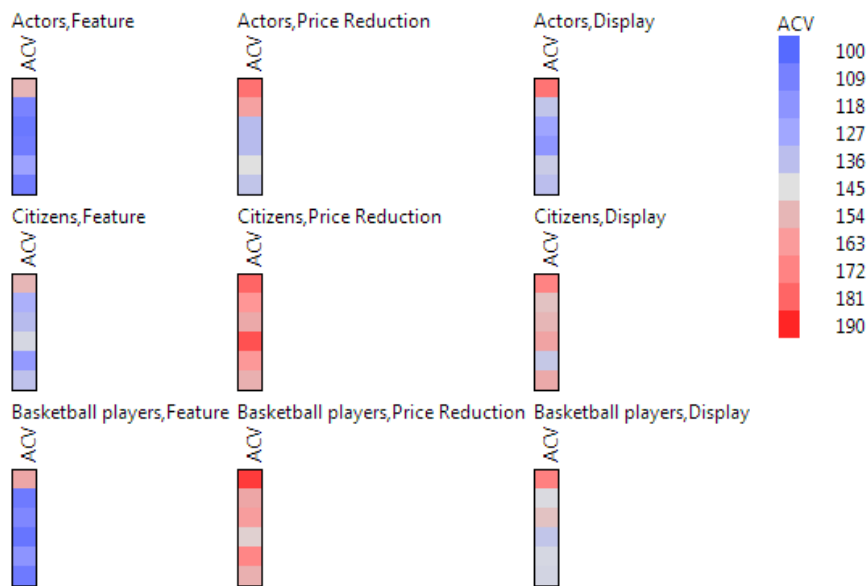 Actors,Feature
Actors,Price Reduction
Actors,Display
ACV
ACV
ACV
ACV
100
109
118
127
136
145
154
163
172
181
190
Citizens,Feature
Citizens,Price Reduction
Citizens,Display
ACV
ACV
ACV
Basketball players,Feature
Basketball players,Price Reduction
Basketball players,Display
ACV
ACV
ACV